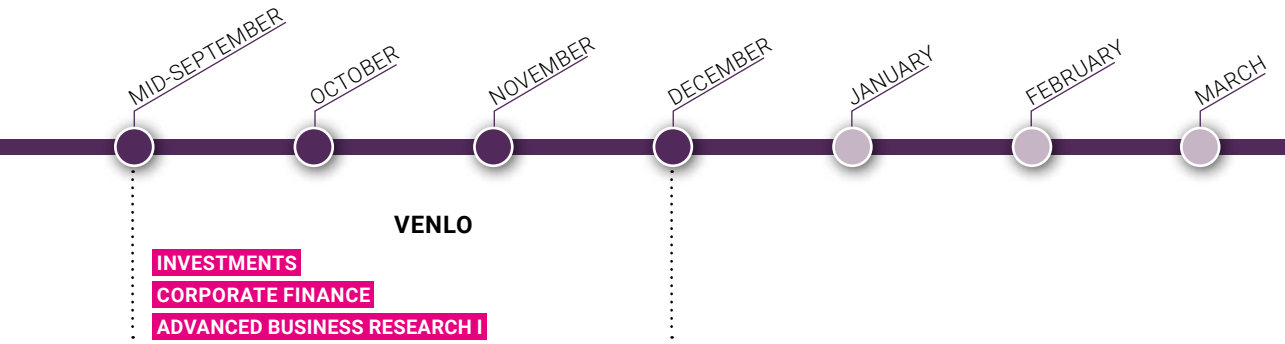 MID-SEPTEMBER
OCTOBER
NOVEMBER
DECEMBER
JANUARY
FEBRUARY
MARCH
VENLO
INVESTMENTS
CORPORATE FINANCE
ADVANCED BUSINESS RESEARCH I